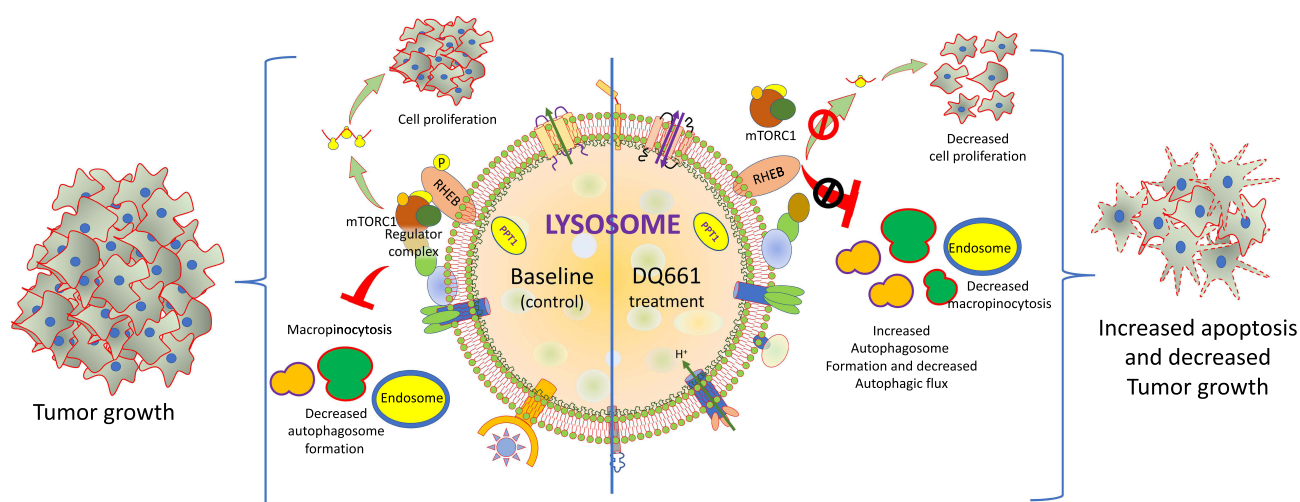 Tumor growth
Cell proliferation
P
RHEB
mTORC1
Regulator
complex
Macropinocytosis
Endosome
Decreased
autophagosome
formation
LYSOSOME
PPT1
Baseline
(control)
PPT1
DQ661
treatment
H+
mTORC1
RHEB
Decreased
cell proliferation
Endosome
Decreased
macropinocytosis
Increased
Autophagosome
Formation and decreased
Autophagic flux
Increased apoptosis
and decreased
Tumor growth